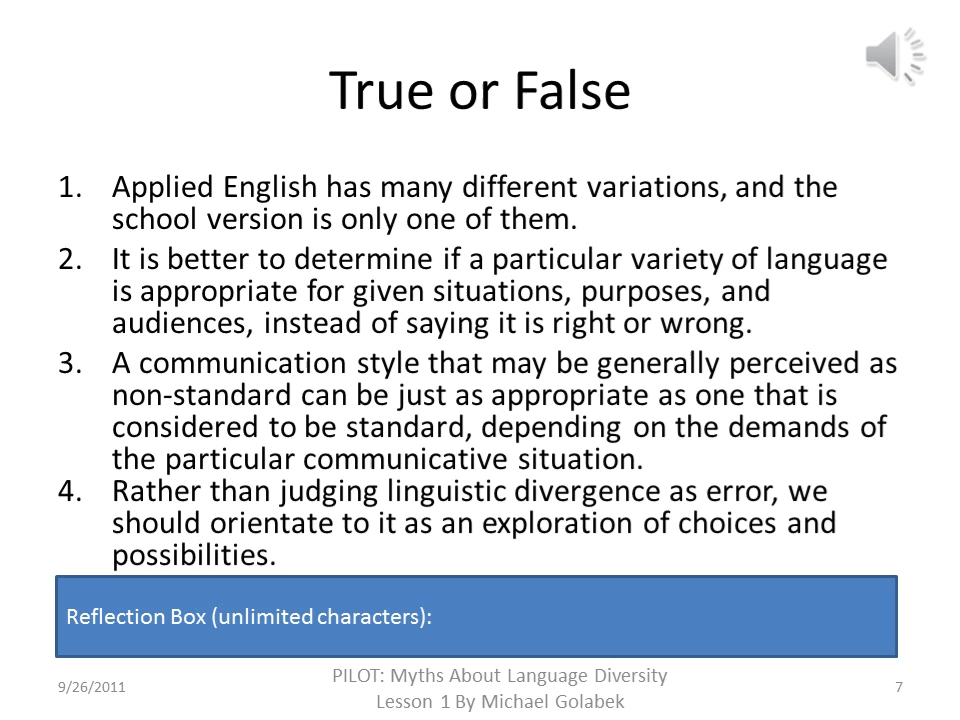 True or False
1. Applied English has many different variations, and the
school version is only one of them.
2. It is better to determine if a particular variety of language
is appropriate for given situations, purposes, and
audiences, instead of saying it is right or wrong.
3. A communication style that may be generally perceived as
non-standard can be just as appropriate as one that is
considered to be standard, depending on the demands of
the particular communicative situation.
4. Rather than judging linguistic divergence as error, we
should orientate to it as an exploration of choices and
possibilities.
Reflection Box (unlimited characters):
9/26/2011
PILOT: Myths About Language Diversity
Lesson 1 By Michael Golabek
7